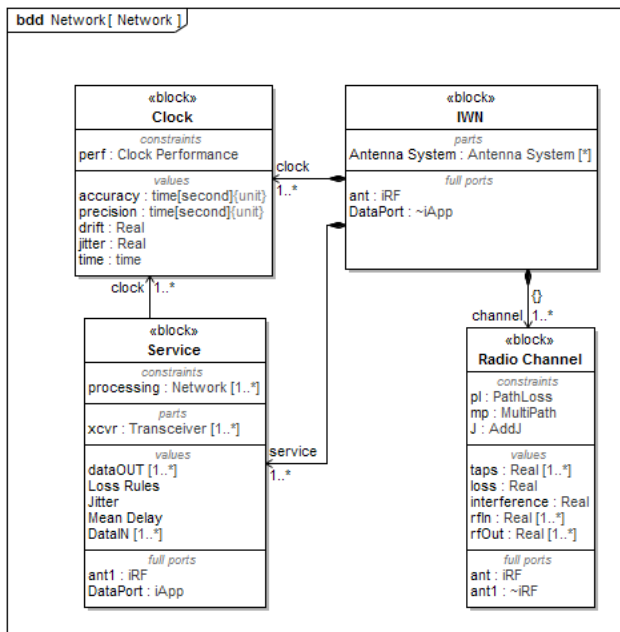 bdd Network[ Network ]
«block»
Clock
constraints
perf : Clock Performance
values
accuracy : time[second]{unit}
precision : time[second]{unit}
drift : Real
jitter : Real
time : time
«block»
IWN
parts
Antenna System : Antenna System [*]
full ports
ant : iRF
DataPort : ~iApp
clock
1..*
clock 1..*
{}
channel 1..*
«block»
Service
constraints
processing : Network [1..*]
parts
xcvr : Transceiver [1..*]
values
dataOUT [1..*]
Loss Rules
Jitter
Mean Delay
DataIN [1..*]
full ports
ant1 : iRF
DataPort : iApp
service
1..*
«block»
Radio Channel
constraints
pl : PathLoss
mp : MultiPath
J : AddJ
values
taps : Real [1..*]
loss : Real
interference : Real
rfIn : Real [1..*]
rfOut : Real [1..*]
full ports
ant : iRF
ant1 : ~iRF